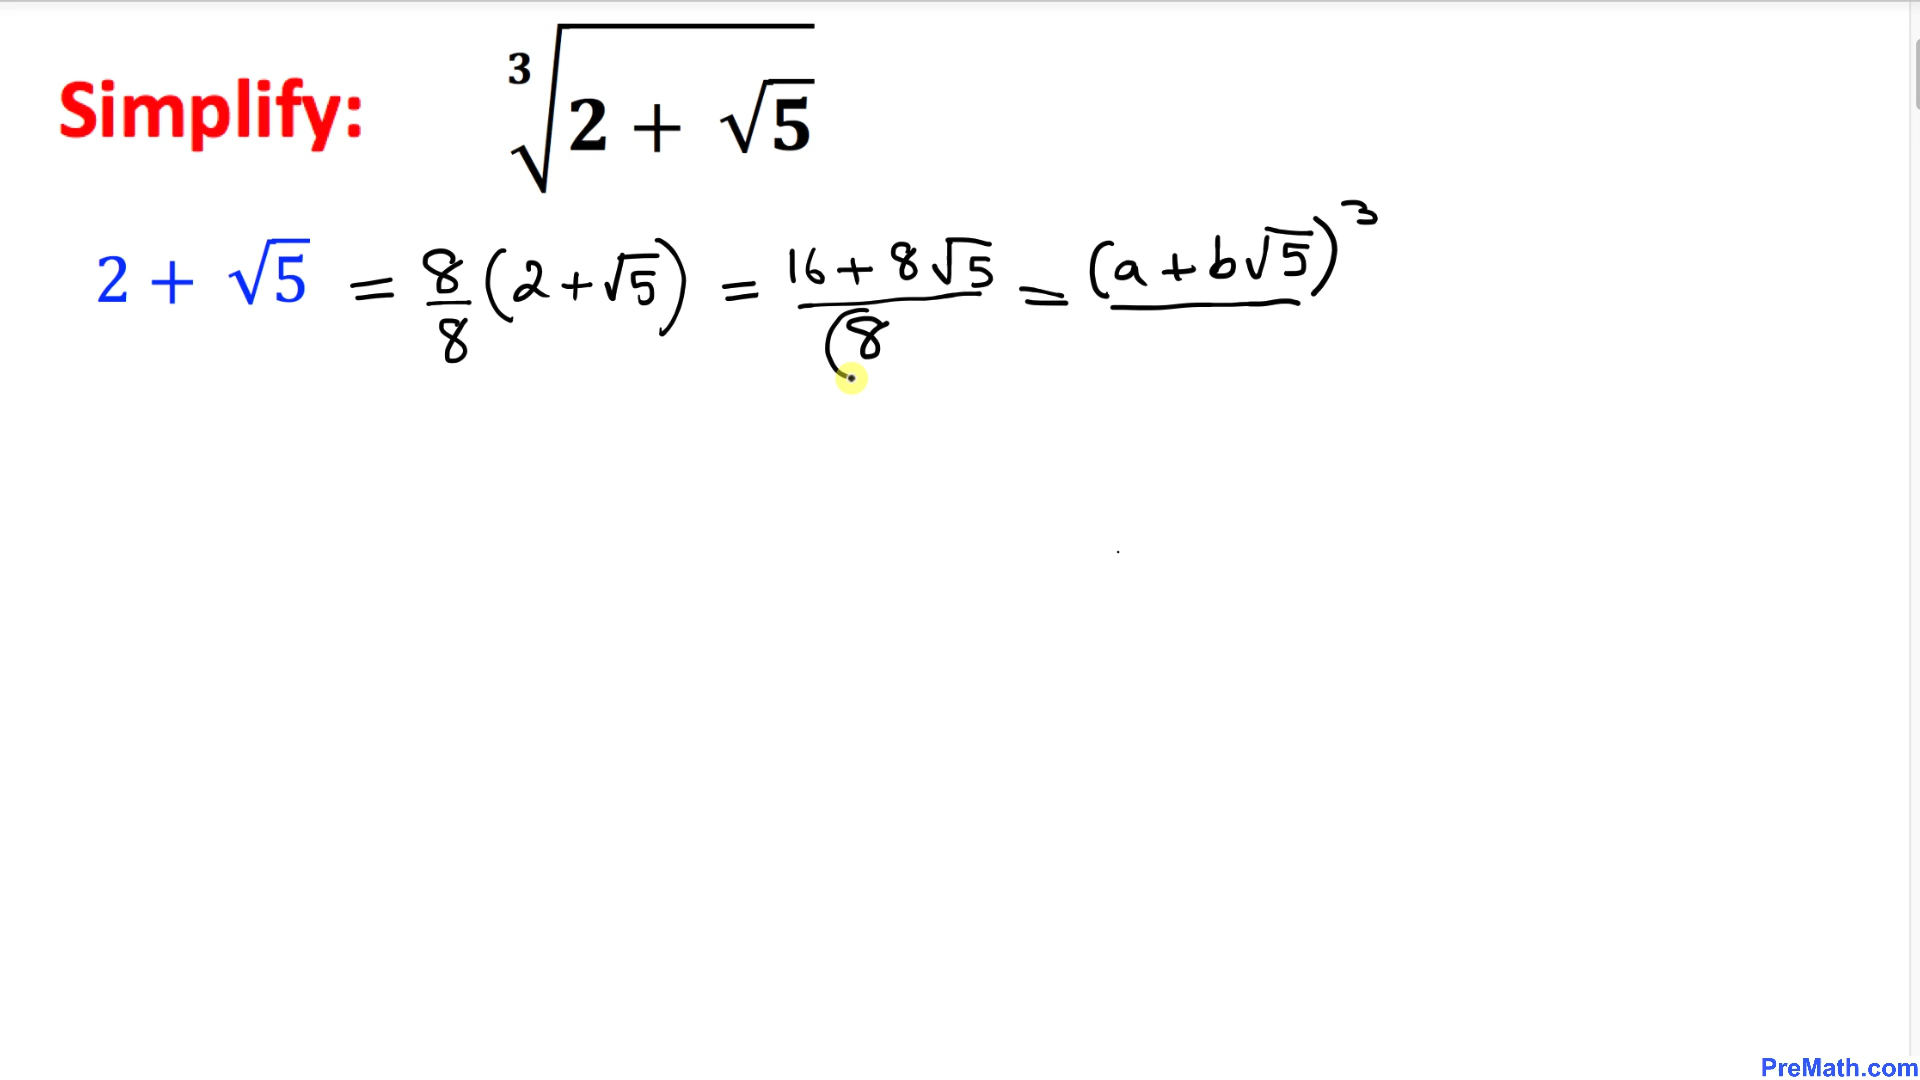 Simplify: ∛(2 + √5)
2 + √5 = 8/8 (2 + √5) = (16 + 8√5)/(8 = (a + b√5)³
PreMath.com